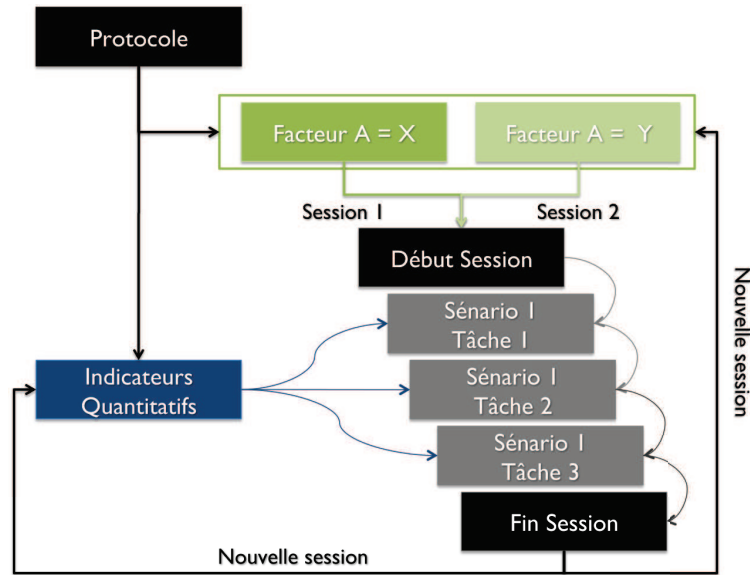 Protocole
Facteur A = X
Facteur A = Y
Session 1
Session 2
Début Session
Sénario 1
Tâche 1
Indicateurs
Quantitatifs
Sénario 1
Tâche 2
Sénario 1
Tâche 3
Fin Session
Nouvelle session
Nouvelle session